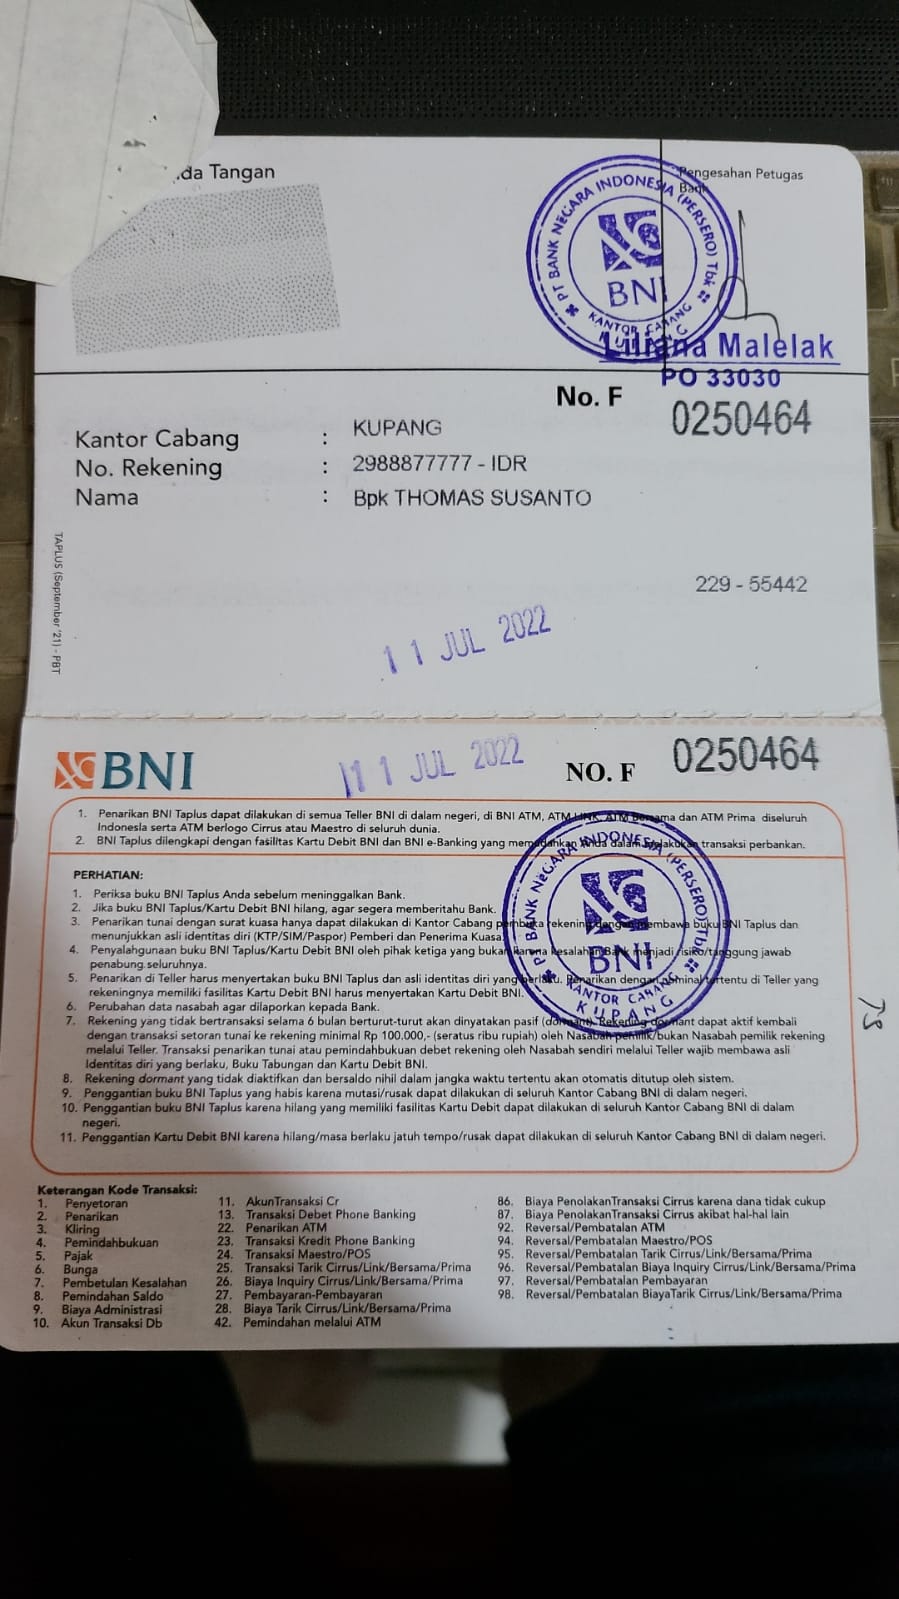 da Tangan
Pengesahan Petugas
Bank
PT BANK NEGARA INDONESIA (PERSERO) Tbk
BNI
KANTOR CABANG
KUPANG
Liliana Malelak
PO 33030
No. F 0250464
Kantor Cabang : KUPANG
No. Rekening : 2988877777 - IDR
Nama : Bpk THOMAS SUSANTO
229 - 55442
TAPLUS (September '21) - PBT
11 JUL 2022
BNI
11 JUL 2022
NO. F 0250464
1. Penarikan BNI Taplus dapat dilakukan di semua Teller BNI di dalam negeri, di BNI ATM, ATM LINK, ATM Bersama dan ATM Prima diseluruh
Indonesia serta ATM berlogo Cirrus atau Maestro di seluruh dunia.
2. BNI Taplus dilengkapi dengan fasilitas Kartu Debit BNI dan BNI e-Banking yang memudahkan Anda dalam melakukan transaksi perbankan.
PT BANK NEGARA INDONESIA (PERSERO) Tbk
BNI
KANTOR CABANG
KUPANG
PERHATIAN:
1. Periksa buku BNI Taplus Anda sebelum meninggalkan Bank.
2. Jika buku BNI Taplus/Kartu Debit BNI hilang, agar segera memberitahu Bank.
3. Penarikan tunai dengan surat kuasa hanya dapat dilakukan di Kantor Cabang pembuka rekening dengan membawa buku BNI Taplus dan
menunjukkan asli identitas diri (KTP/SIM/Paspor) Pemberi dan Penerima Kuasa.
4. Penyalahgunaan buku BNI Taplus/Kartu Debit BNI oleh pihak ketiga yang bukan karena kesalahan Bank menjadi risiko/tanggung jawab
penabung seluruhnya.
5. Penarikan di Teller harus menyertakan buku BNI Taplus dan asli identitas diri yang berlaku. Penarikan dengan nominal tertentu di Teller yang
rekeningnya memiliki fasilitas Kartu Debit BNI harus menyertakan Kartu Debit BNI.
6. Perubahan data nasabah agar dilaporkan kepada Bank.
7. Rekening yang tidak bertransaksi selama 6 bulan berturut-turut akan dinyatakan pasif (dormant). Rekening dormant dapat aktif kembali
dengan transaksi setoran tunai ke rekening minimal Rp 100.000,- (seratus ribu rupiah) oleh Nasabah pemilik/bukan Nasabah pemilik rekening
melalui Teller. Transaksi penarikan tunai atau pemindahbukuan debet rekening oleh Nasabah sendiri melalui Teller wajib membawa asli
Identitas diri yang berlaku, Buku Tabungan dan Kartu Debit BNI.
8. Rekening dormant yang tidak diaktifkan dan bersaldo nihil dalam jangka waktu tertentu akan otomatis ditutup oleh sistem.
9. Penggantian buku BNI Taplus yang habis karena mutasi/rusak dapat dilakukan di seluruh Kantor Cabang BNI di dalam negeri.
10. Penggantian buku BNI Taplus karena hilang yang memiliki fasilitas Kartu Debit dapat dilakukan di seluruh Kantor Cabang BNI di dalam
negeri.
11. Penggantian Kartu Debit BNI karena hilang/masa berlaku jatuh tempo/rusak dapat dilakukan di seluruh Kantor Cabang BNI di dalam negeri.
Keterangan Kode Transaksi:
1. Penyetoran
2. Penarikan
3. Kliring
4. Pemindahbukuan
5. Pajak
6. Bunga
7. Pembetulan Kesalahan
8. Pemindahan Saldo
9. Biaya Administrasi
10. Akun Transaksi Db
11. AkunTransaksi Cr
13. Transaksi Debet Phone Banking
22. Penarikan ATM
23. Transaksi Kredit Phone Banking
24. Transaksi Maestro/POS
25. Transaksi Tarik Cirrus/Link/Bersama/Prima
26. Biaya Inquiry Cirrus/Link/Bersama/Prima
27. Pembayaran-Pembayaran
28. Biaya Tarik Cirrus/Link/Bersama/Prima
42. Pemindahan melalui ATM
86. Biaya PenolakanTransaksi Cirrus karena dana tidak cukup
87. Biaya PenolakanTransaksi Cirrus akibat hal-hal lain
92. Reversal/Pembatalan ATM
94. Reversal/Pembatalan Maestro/POS
95. Reversal/Pembatalan Tarik Cirrus/Link/Bersama/Prima
96. Reversal/Pembatalan Biaya Inquiry Cirrus/Link/Bersama/Prima
97. Reversal/Pembatalan Pembayaran
98. Reversal/Pembatalan BiayaTarik Cirrus/Link/Bersama/Prima